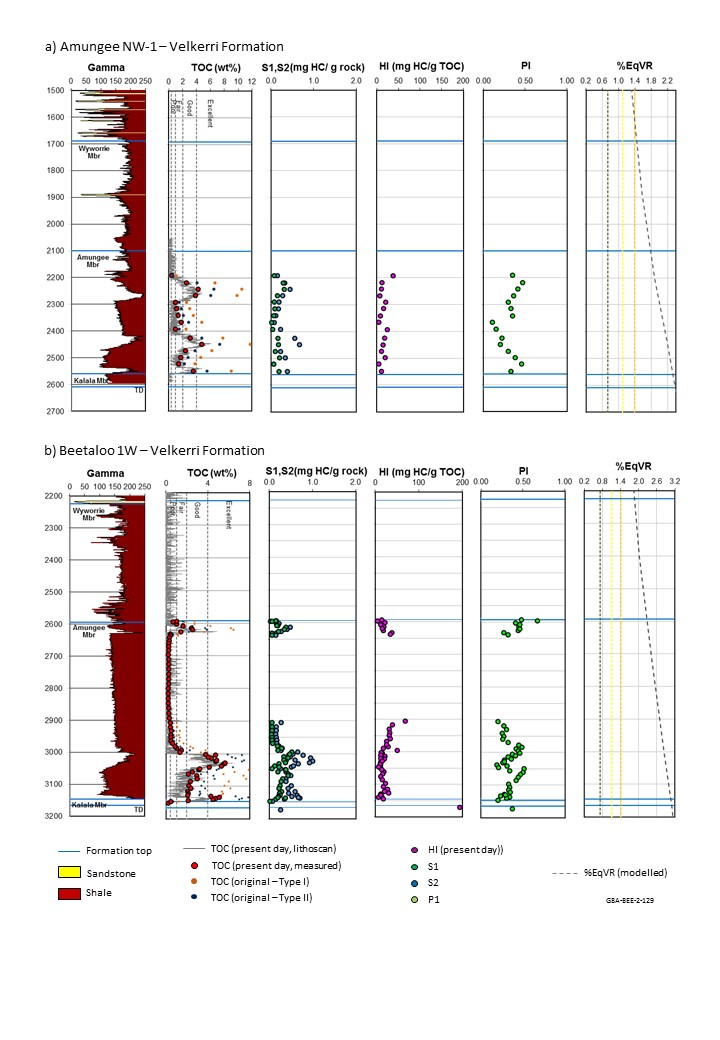 a) Amungee NW-1 – Velkerri Formation
Gamma TOC (wt%) S1,S2(mg HC/ g rock) HI (mg HC/g TOC) PI %EqVR
0 50 100 150 200 250 0 2 4 6 8 10 12 0.0 1.0 2.0 0 50 100 150 200 0.00 0.50 1.00 0.2 0.6 1.0 1.4 1.8 2.2
1500
Poor Fair Good Excellent
1600
1700
Wyworrie
Mbr
1800
1900
2000
2100
Amungee
Mbr
2200
2300
2400
2500
Kalala Mbr
2600
TD
2700
b) Beetaloo 1W – Velkerri Formation
Gamma TOC (wt%) S1,S2(mg HC/g rock) HI (mg HC/g TOC) PI %EqVR
0 50 100 150 200 250 0 4 8 0.0 1.0 2.0 0 100 200 0.00 0.50 1.00 0.2 0.8 1.4 2.0 2.6 3.2
2200
Wyworrie
Mbr
Poor Fair Good Excellent
2300
2400
2500
2600
Amungee
Mbr
2700
2800
2900
3000
3100
Kalala Mbr
TD
3200
Formation top
Sandstone
Shale
TOC (present day, lithoscan)
TOC (present day, measured)
TOC (original – Type I)
TOC (original – Type II)
HI (present day))
S1
S2
P1
%EqVR (modelled)
GBA-BEE-2-129